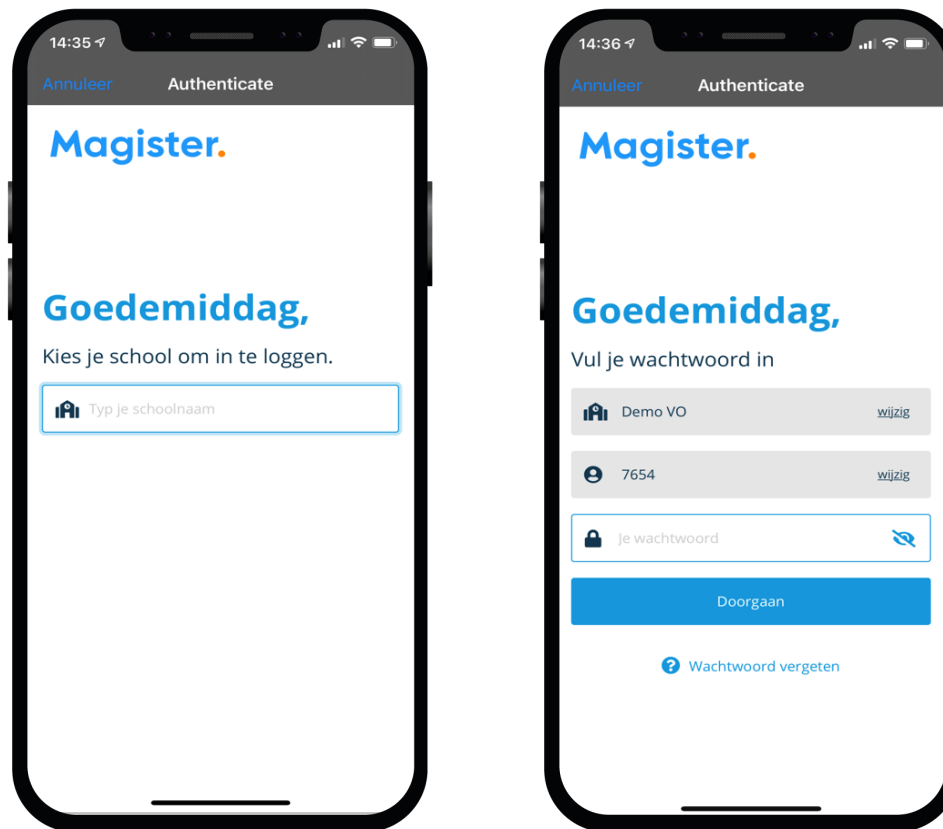 14:35
Annuleer Authenticate
Magister.
Goedemiddag,
Kies je school om in te loggen.
Typ je schoolnaam
14:36
Annuleer Authenticate
Magister.
Goedemiddag,
Vul je wachtwoord in
Demo VO wijzig
7654 wijzig
Je wachtwoord
Doorgaan
? Wachtwoord vergeten